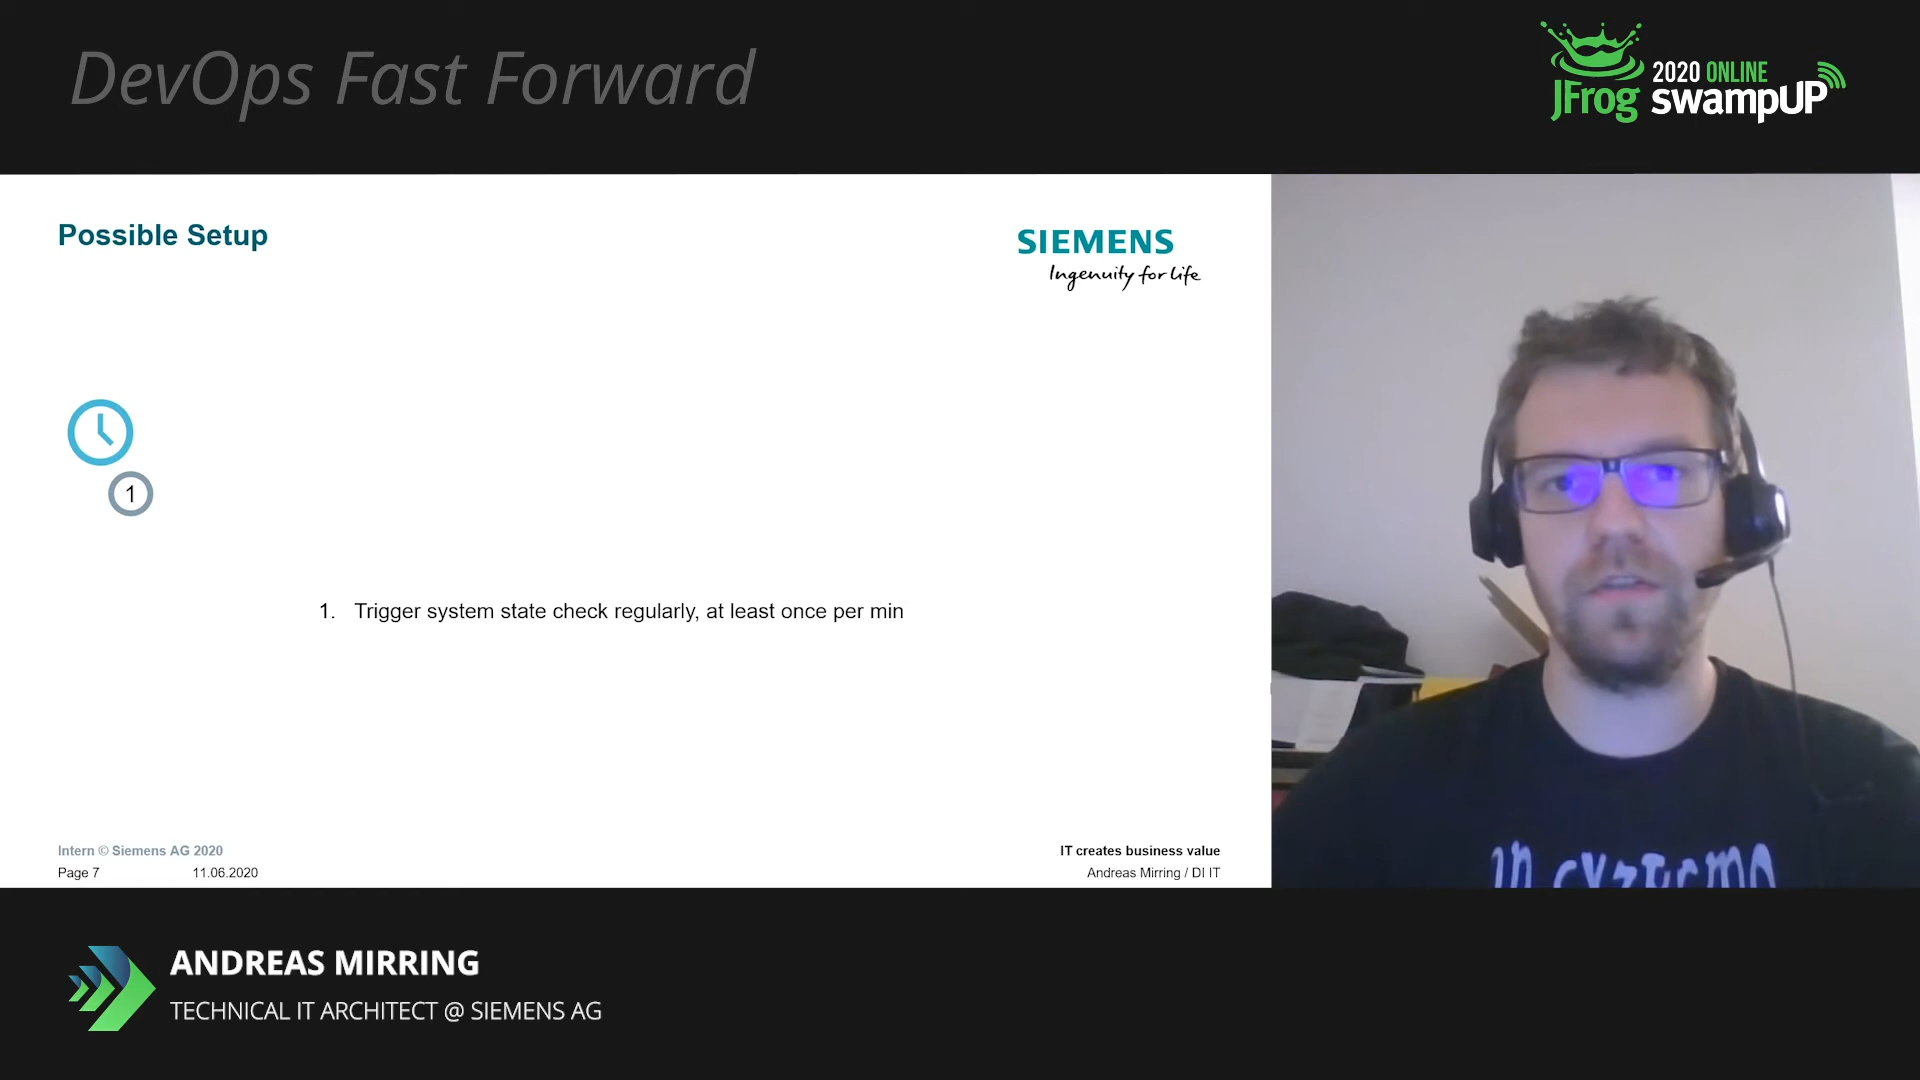 DevOps Fast Forward
JFrog
2020 ONLINE
swampUP
Possible Setup
SIEMENS
Ingenuity for life
1
1. Trigger system state check regularly, at least once per min
Intern © Siemens AG 2020
Page 7
11.06.2020
IT creates business value
Andreas Mirring / DI IT
in extremo
ANDREAS MIRRING
TECHNICAL IT ARCHITECT @ SIEMENS AG